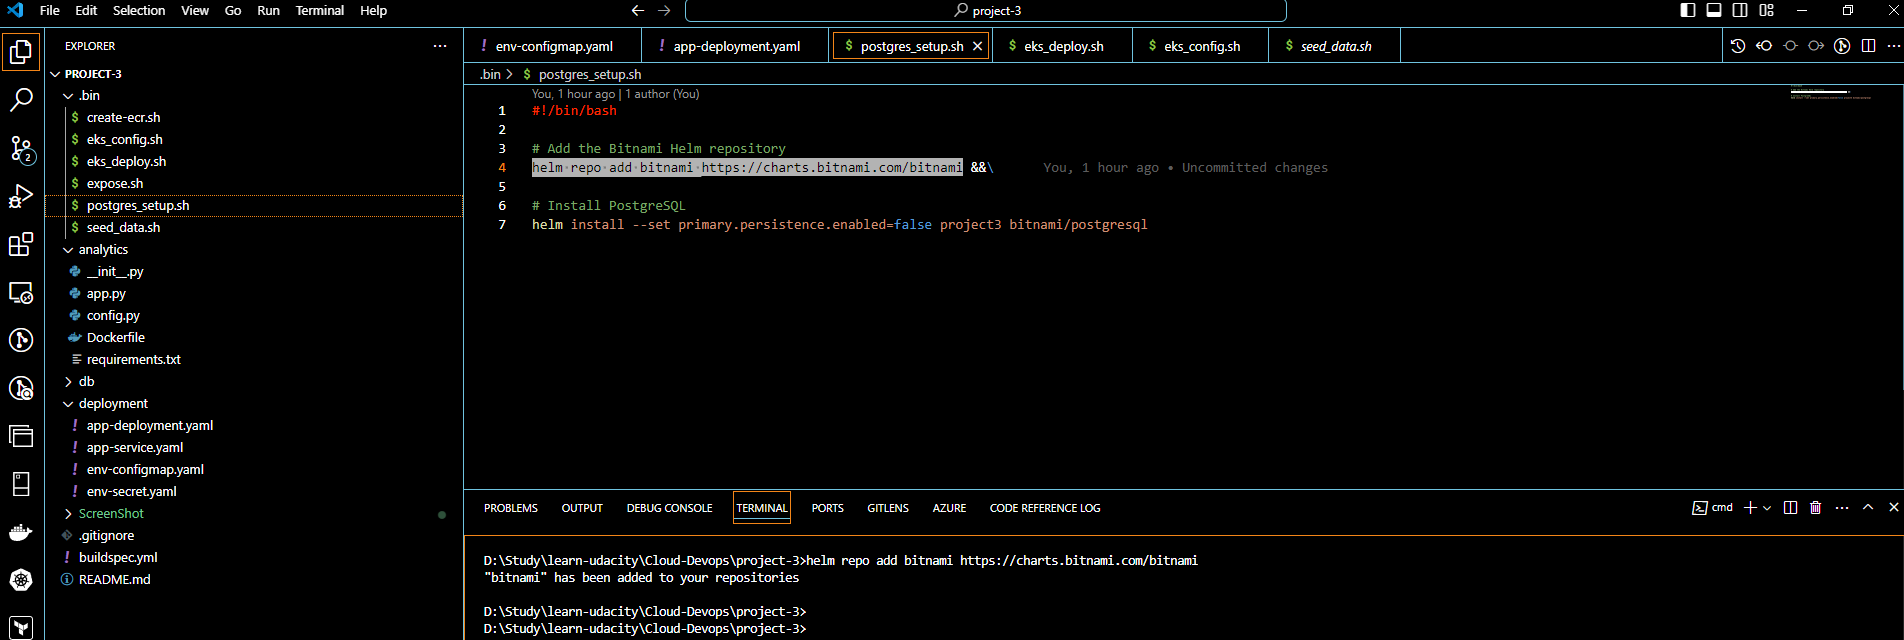 File Edit Selection View Go Run Terminal Help
project-3
EXPLORER
PROJECT-3
.bin
create-ecr.sh
eks_config.sh
eks_deploy.sh
expose.sh
postgres_setup.sh
seed_data.sh
analytics
__init__.py
app.py
config.py
Dockerfile
requirements.txt
db
deployment
app-deployment.yaml
app-service.yaml
env-configmap.yaml
env-secret.yaml
ScreenShot
.gitignore
buildspec.yml
README.md
2
env-configmap.yaml app-deployment.yaml postgres_setup.sh eks_deploy.sh eks_config.sh seed_data.sh
.bin > $ postgres_setup.sh
You, 1 hour ago | 1 author (You)
1 #!/bin/bash
2
3 # Add the Bitnami Helm repository
4 helm repo add bitnami https://charts.bitnami.com/bitnami &&\ You, 1 hour ago • Uncommitted changes
5
6 # Install PostgreSQL
7 helm install --set primary.persistence.enabled=false project3 bitnami/postgresql
PROBLEMS OUTPUT DEBUG CONSOLE TERMINAL PORTS GITLENS AZURE CODE REFERENCE LOG
cmd
D:\Study\learn-udacity\Cloud-Devops\project-3>helm repo add bitnami https://charts.bitnami.com/bitnami
"bitnami" has been added to your repositories
D:\Study\learn-udacity\Cloud-Devops\project-3>
D:\Study\learn-udacity\Cloud-Devops\project-3>